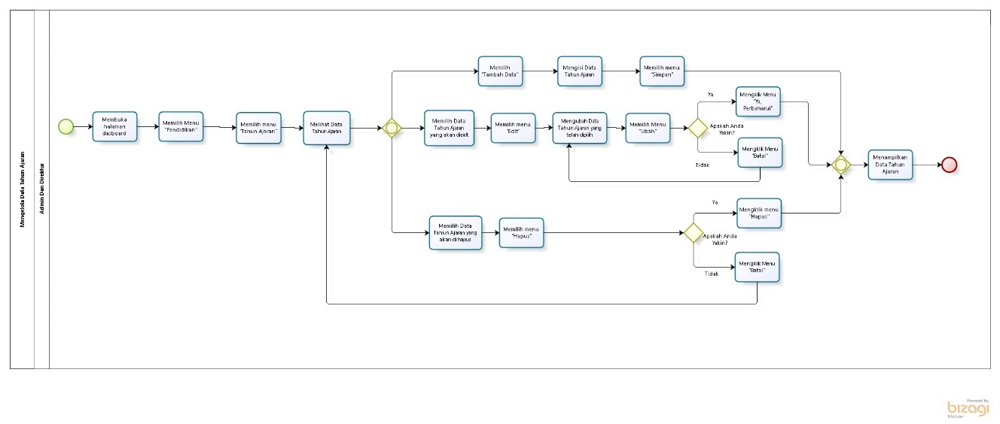 Mengelola Data Tahun Ajaran
Admin Dan Direktur
Membuka
halaman
dasboard
Memilih Menu
"Pendidikan"
Memilih menu
"Tahun Ajaran"
Melihat Data
Tahun Ajaran
Memilih
"Tambah Data"
Mengisi Data
Tahun Ajaran
Memilih menu
"Simpan"
Memilih Data
Tahun Ajaran
yang akan dieidt
Memilih menu
"Edit"
Mengubah Data
Tahun Ajaran yang
telah dipilih
Memilih Menu
"Ubah"
Apakah Anda
Yakin?
Ya
Mengklik Menu
"Ya,
Perbaharui"
Tidak
Mengklik Menu
"Batal"
Memilih Data
Tahun Ajaran yang
akan di hapus
Memilih menu
"Hapus"
Apakah Anda
Yakin?
Ya
Mengklik menu
"Hapus"
Tidak
Mengklik Menu
"Batal"
Menampilkan
Data Tahun
Ajaran
Powered by
bizagi
Modeler